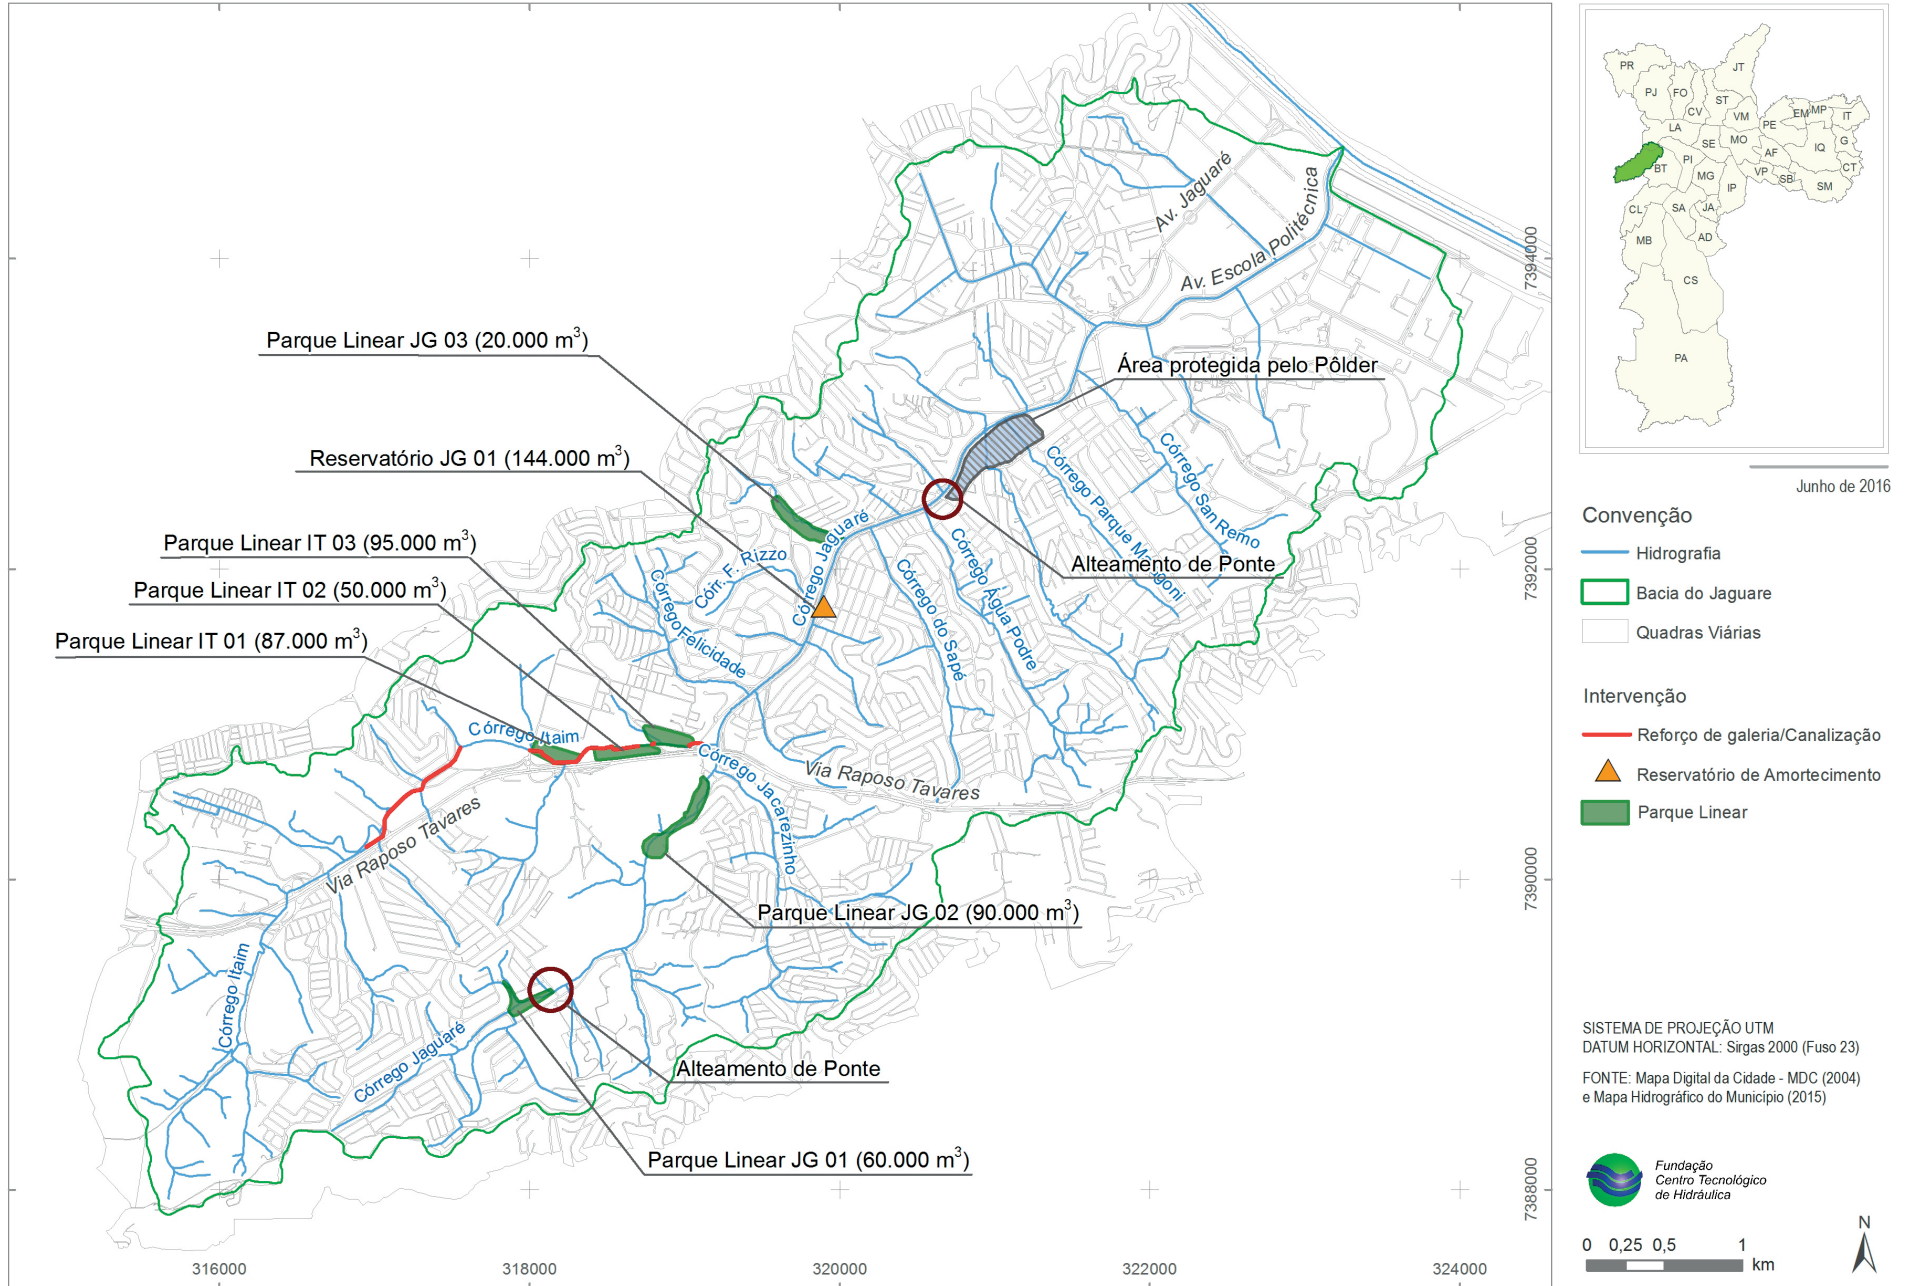 Parque Linear JG 03 (20.000 m³)
Reservatório JG 01 (144.000 m³)
Parque Linear IT 03 (95.000 m³)
Parque Linear IT 02 (50.000 m³)
Parque Linear IT 01 (87.000 m³)
Área protegida pelo Pôlder
Alteamento de Ponte
Parque Linear JG 02 (90.000 m³)
Alteamento de Ponte
Parque Linear JG 01 (60.000 m³)
Av. Jaguaré
Av. Escola Politécnica
Córrego San Remo
Córrego Parque Ma goni
Córrego Água Podre
Córrego do Sapé
Córrego Jaguaré
Córr. F. Rizzo
Córrego Felicidade
Córrego Itaim
Córrego Jacarezinho
Via Raposo Tavares
Via Raposo Tavares
Córrego Itaim
Córrego Jaguaré
316000
318000
320000
322000
324000
7394000
7392000
7390000
7388000
PR
JT
PJ
FO
ST
CV
VM
EM
MP
IT
LA
PE
SE
MO
G
IQ
AF
BT
PI
VP
CT
MG
SB
IP
SM
CL
SA
JA
MB
AD
CS
PA
Junho de 2016
Convenção
Hidrografia
Bacia do Jaguare
Quadras Viárias
Intervenção
Reforço de galeria/Canalização
Reservatório de Amortecimento
Parque Linear
SISTEMA DE PROJEÇÃO UTM
DATUM HORIZONTAL: Sirgas 2000 (Fuso 23)
FONTE: Mapa Digital da Cidade - MDC (2004)
e Mapa Hidrográfico do Município (2015)
Fundação
Centro Tecnológico
de Hidráulica
N
0 0,25 0,5 1
km